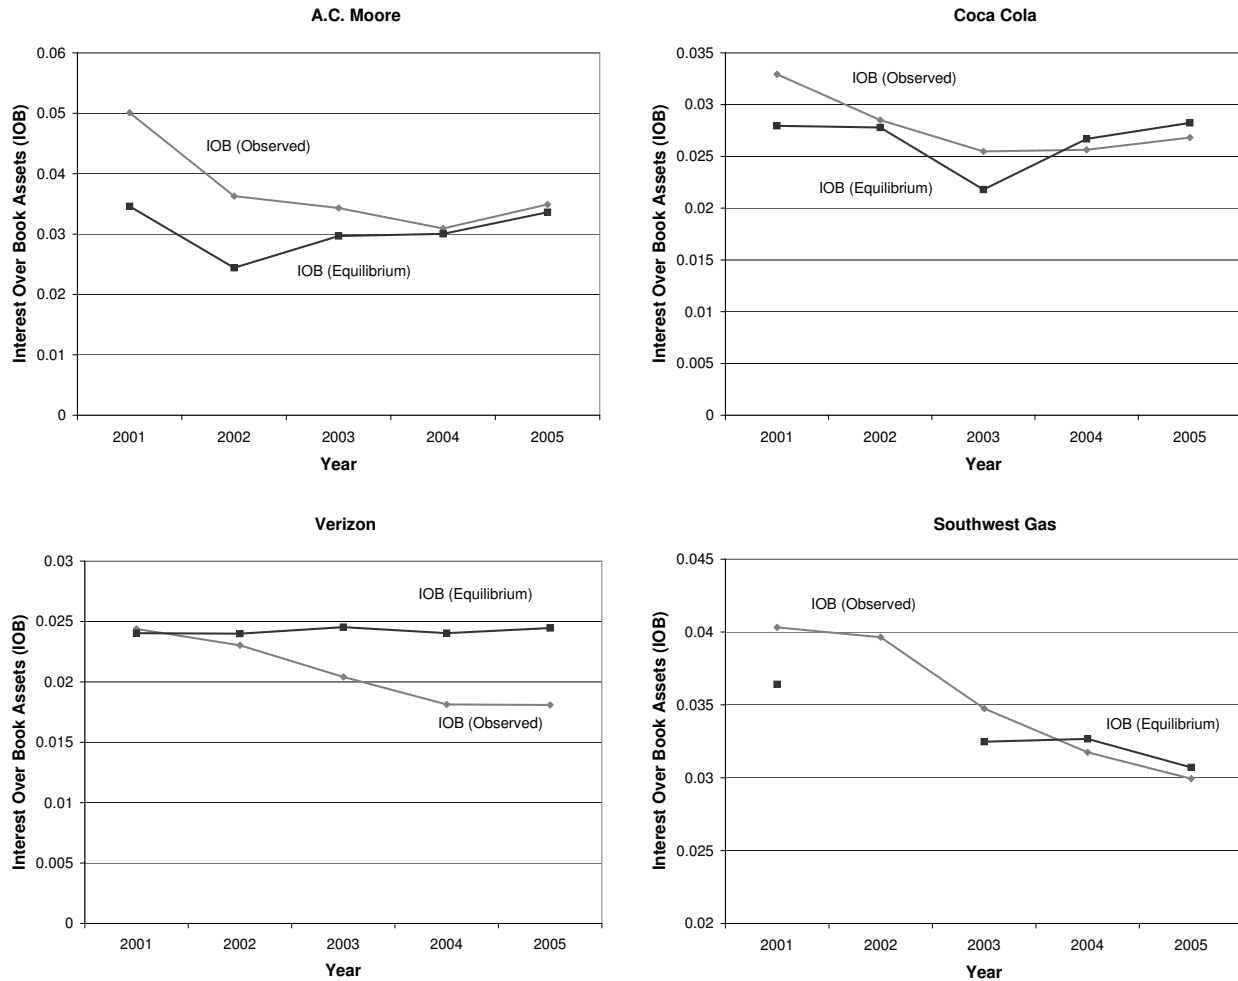 A.C. Moore
Interest Over Book Assets (IOB)
0.06
0.05
0.04
0.03
0.02
0.01
0
IOB (Observed)
IOB (Equilibrium)
2001 2002 2003 2004 2005
Year
Coca Cola
Interest Over Book Assets (IOB)
0.035
0.03
0.025
0.02
0.015
0.01
0.005
0
IOB (Observed)
IOB (Equilibrium)
2001 2002 2003 2004 2005
Year
Verizon
Interest Over Book Assets (IOB)
0.03
0.025
0.02
0.015
0.01
0.005
0
IOB (Equilibrium)
IOB (Observed)
2001 2002 2003 2004 2005
Year
Southwest Gas
Interest Over Book Assets (IOB)
0.045
0.04
0.035
0.03
0.025
0.02
IOB (Observed)
IOB (Equilibrium)
2001 2002 2003 2004 2005
Year